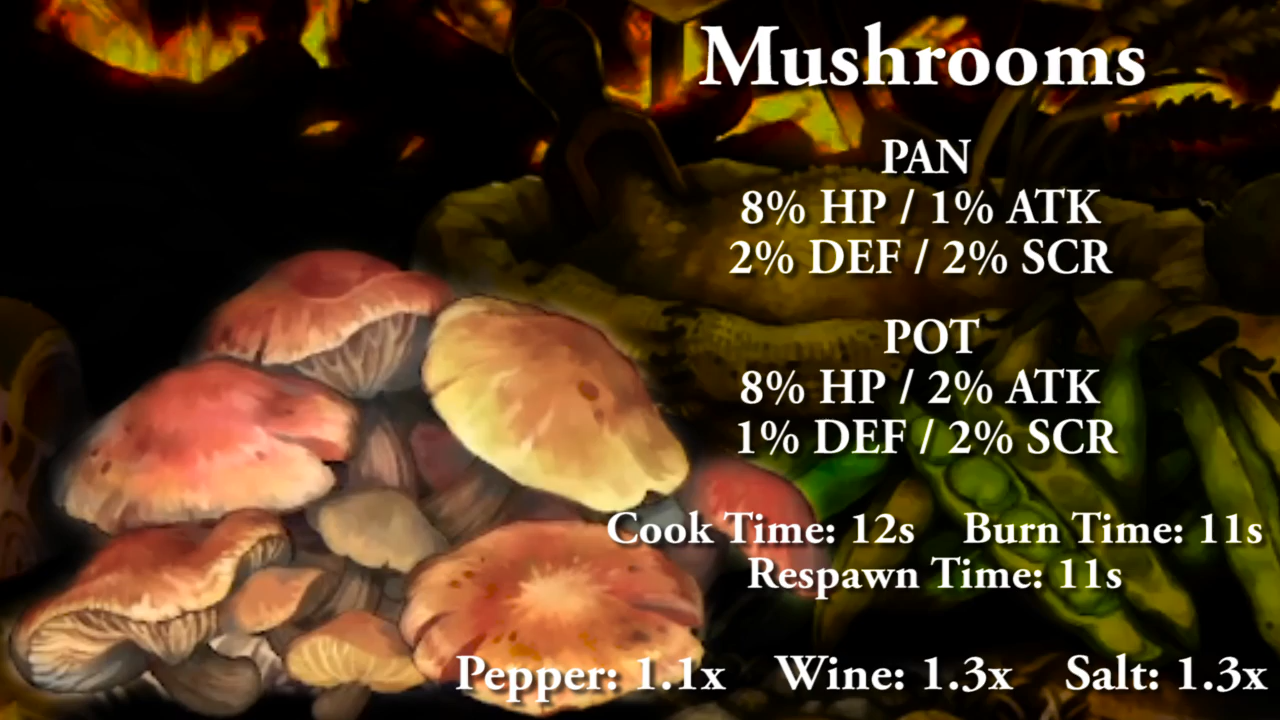 Mushrooms
PAN
8% HP / 1% ATK
2% DEF / 2% SCR
POT
8% HP / 2% ATK
1% DEF / 2% SCR
Cook Time: 12s Burn Time: 11s
Respawn Time: 11s
Pepper: 1.1x Wine: 1.3x Salt: 1.3x